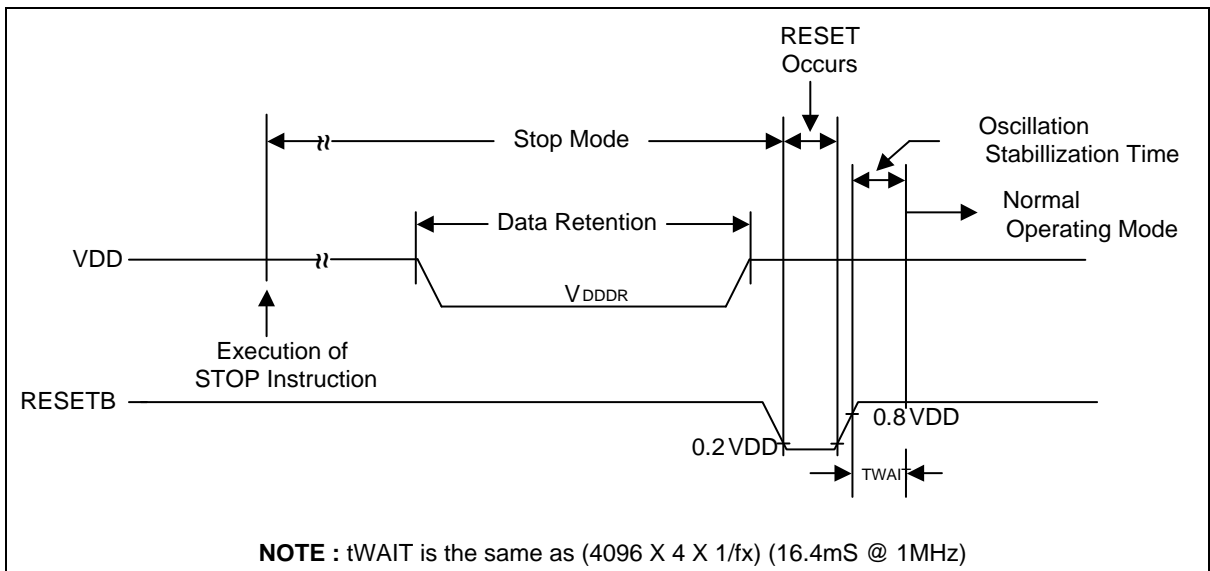 RESET
Occurs
Stop Mode
Oscillation
Stabillization Time
Data Retention
Normal
Operating Mode
VDD
VDDDR
Execution of
STOP Instruction
RESETB
0.8 VDD
0.2 VDD
TWAIT
NOTE : tWAIT is the same as (4096 X 4 X 1/fx) (16.4mS @ 1MHz)